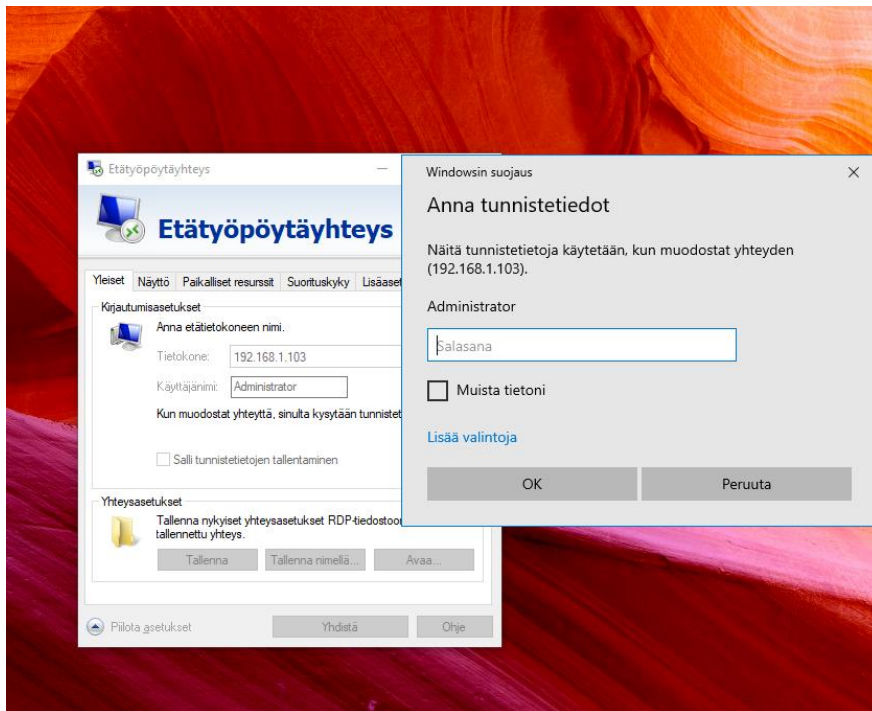 Etätyöpöytäyhteys
Etätyöpöytäyhteys
Yleiset Näyttö Paikalliset resurssit Suorituskyky
Kirjautumisasetukset
Anna etätietokoneen nimi.
Tietokone: 192.168.1.103
Käyttäjänimi: Administrator
Kun muodostat yhteyttä, sinulta kysytään
Salli tunnistetietojen tallentaminen
Yhteysasetukset
Tallenna nykyiset yhteysasetukset RDP-tiedostoon
tallennettu yhteys.
Tallenna Tallenna nimellä... Avaa...
Piilota asetukset Yhdistä Ohje
Windowsin suojaus
Anna tunnistetiedot
Näitä tunnistetietoja käytetään, kun muodostat yhteyden
(192.168.1.103).
Administrator
Salasana
Muista tietoni
Lisää valintoja
OK Peruuta